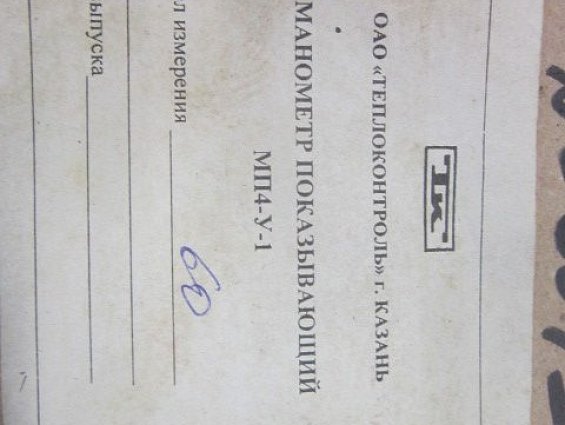 ТК
ОАО «ТЕПЛОКОНТРОЛЬ» г. КАЗАНЬ
МАНОМЕТР ПОКАЗЫВАЮЩИЙ
МП4-У-1
л измерения 60
ыпуска